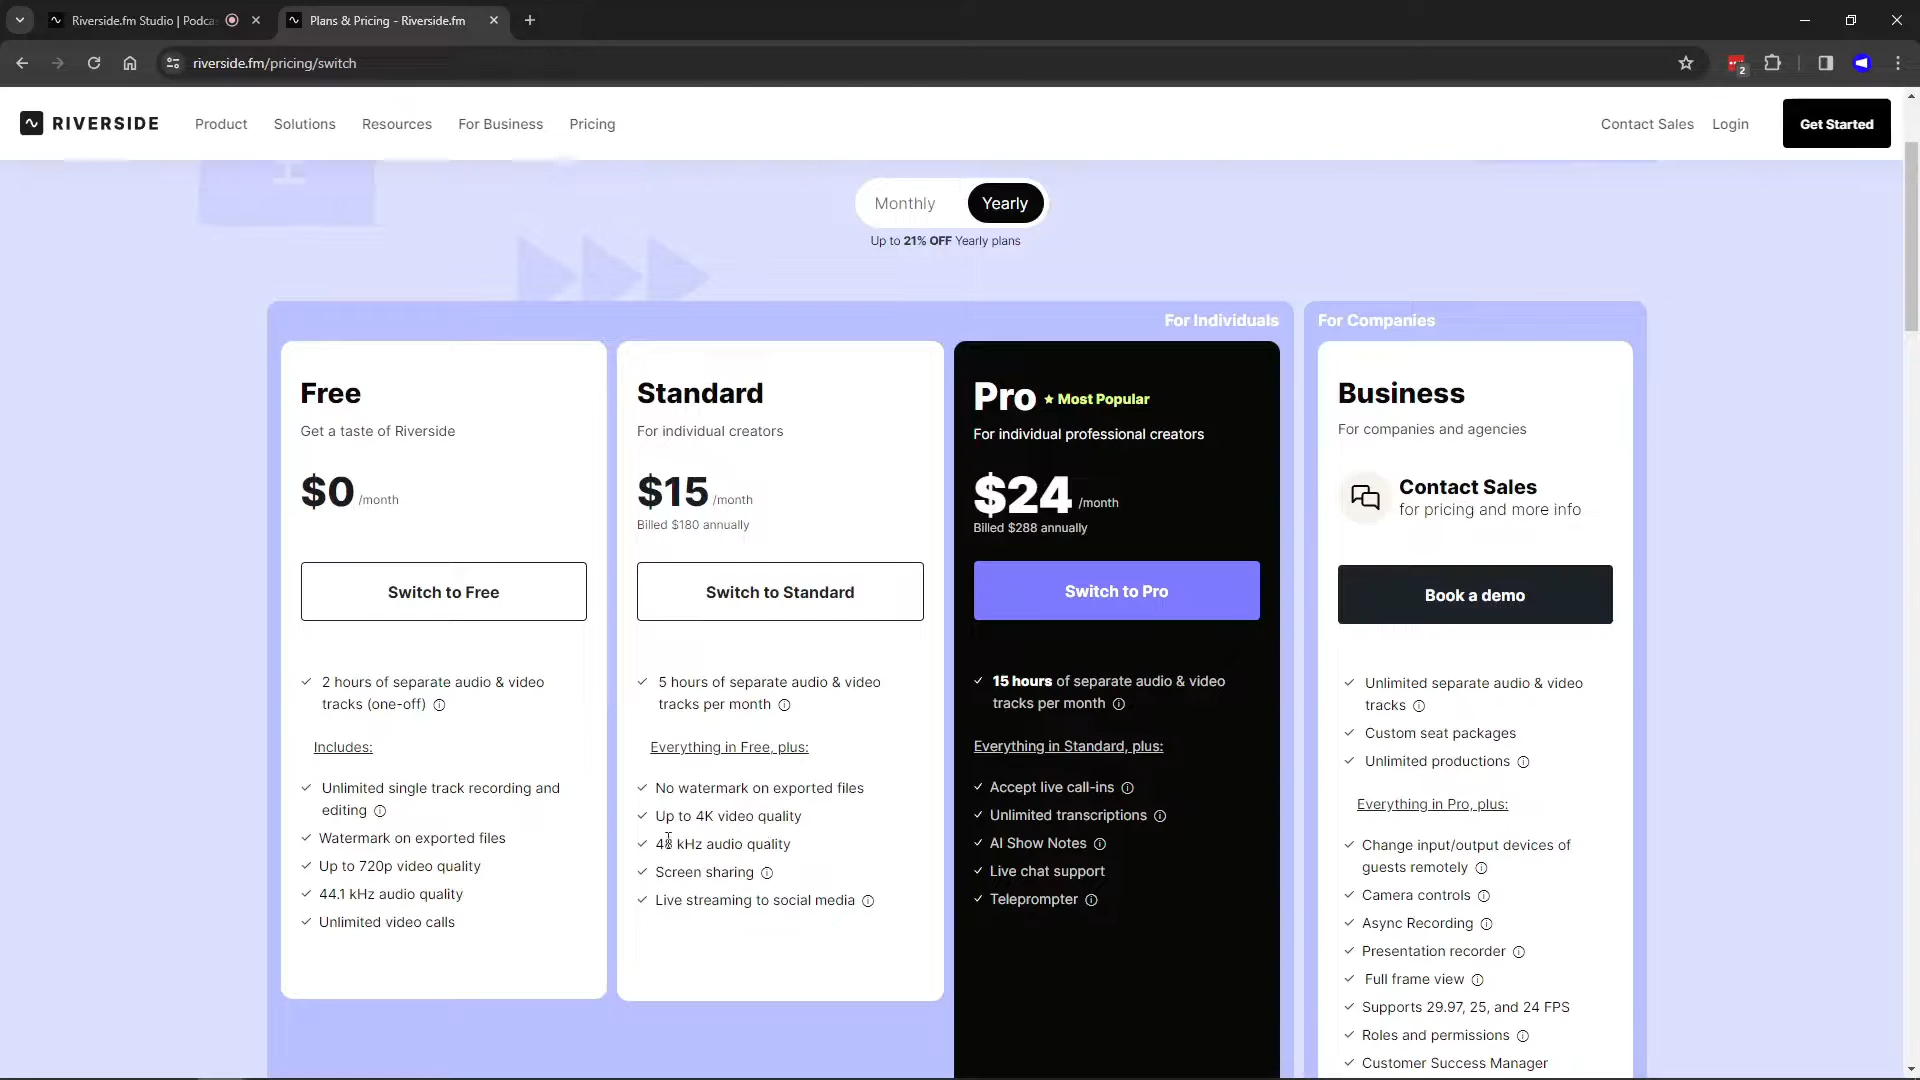 Riverside.fm Studio | Podca
Plans & Pricing - Riverside.fm
riverside.fm/pricing/switch
2
RIVERSIDE
Product
Solutions
Resources
For Business
Pricing
Contact Sales
Login
Get Started
Monthly
Yearly
Up to 21% OFF Yearly plans
For Individuals
For Companies
Free
Get a taste of Riverside
$0 /month
Switch to Free
2 hours of separate audio & video
tracks (one-off)
Includes:
Unlimited single track recording and
editing
Watermark on exported files
Up to 720p video quality
44.1 kHz audio quality
Unlimited video calls
Standard
For individual creators
$15 /month
Billed $180 annually
Switch to Standard
5 hours of separate audio & video
tracks per month
Everything in Free, plus:
No watermark on exported files
Up to 4K video quality
48 kHz audio quality
Screen sharing
Live streaming to social media
Pro ★ Most Popular
For individual professional creators
$24 /month
Billed $288 annually
Switch to Pro
15 hours of separate audio & video
tracks per month
Everything in Standard, plus:
Accept live call-ins
Unlimited transcriptions
AI Show Notes
Live chat support
Teleprompter
Business
For companies and agencies
Contact Sales
for pricing and more info
Book a demo
Unlimited separate audio & video
tracks
Custom seat packages
Unlimited productions
Everything in Pro, plus:
Change input/output devices of
guests remotely
Camera controls
Async Recording
Presentation recorder
Full frame view
Supports 29.97, 25, and 24 FPS
Roles and permissions
Customer Success Manager